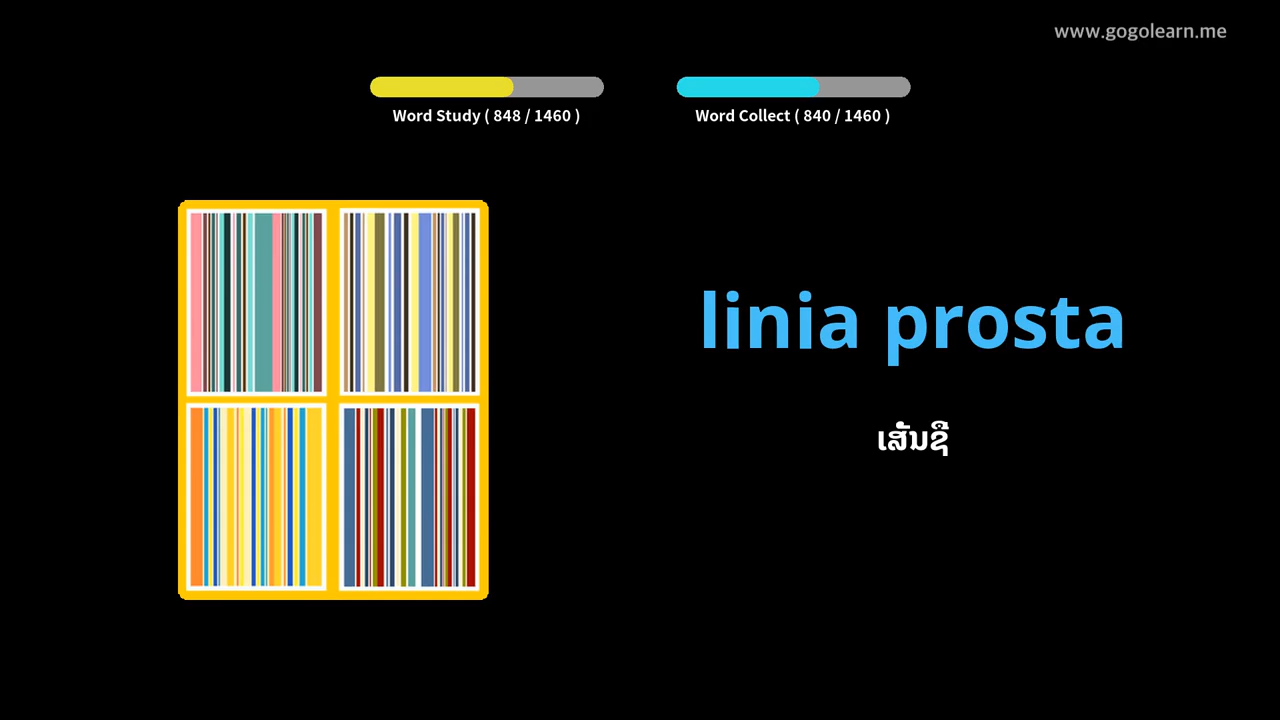 www.gogolearn.me
Word Study ( 848 / 1460 )
Word Collect ( 840 / 1460 )
linia prosta
ເສັ້ນຊື່